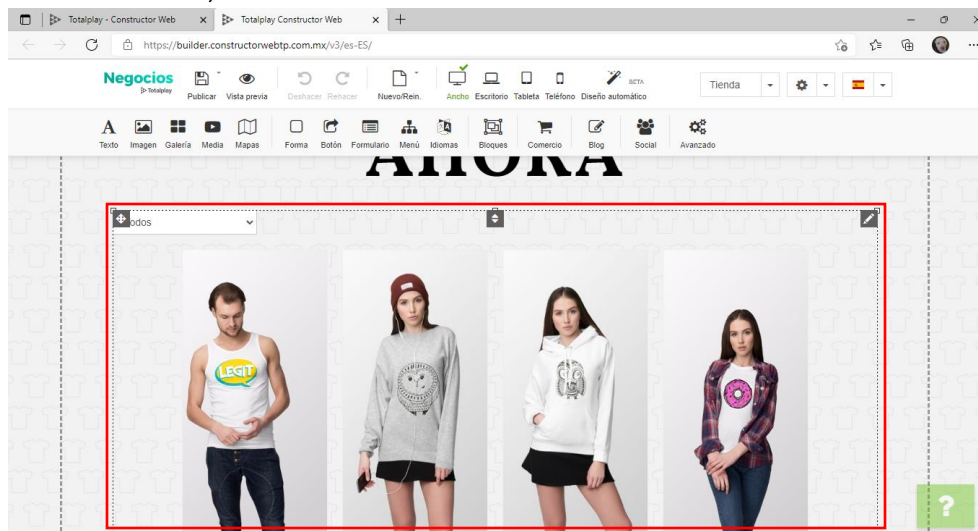 Totalplay - Constructor Web
Totalplay Constructor Web
https://builder.constructorwebtp.com.mx/v3/es-ES/
Negocios
Totalplay
Publicar
Vista previa
Deshacer
Rehacer
Nuevo/Rein.
Ancho
Escritorio
Tableta
Teléfono
Diseño automático
BETA
Tienda
Texto
Imagen
Galería
Media
Mapas
Forma
Botón
Formulario
Menú
Idiomas
Bloques
Comercio
Blog
Social
Avanzado
AHORA
odos
LEGIT
?